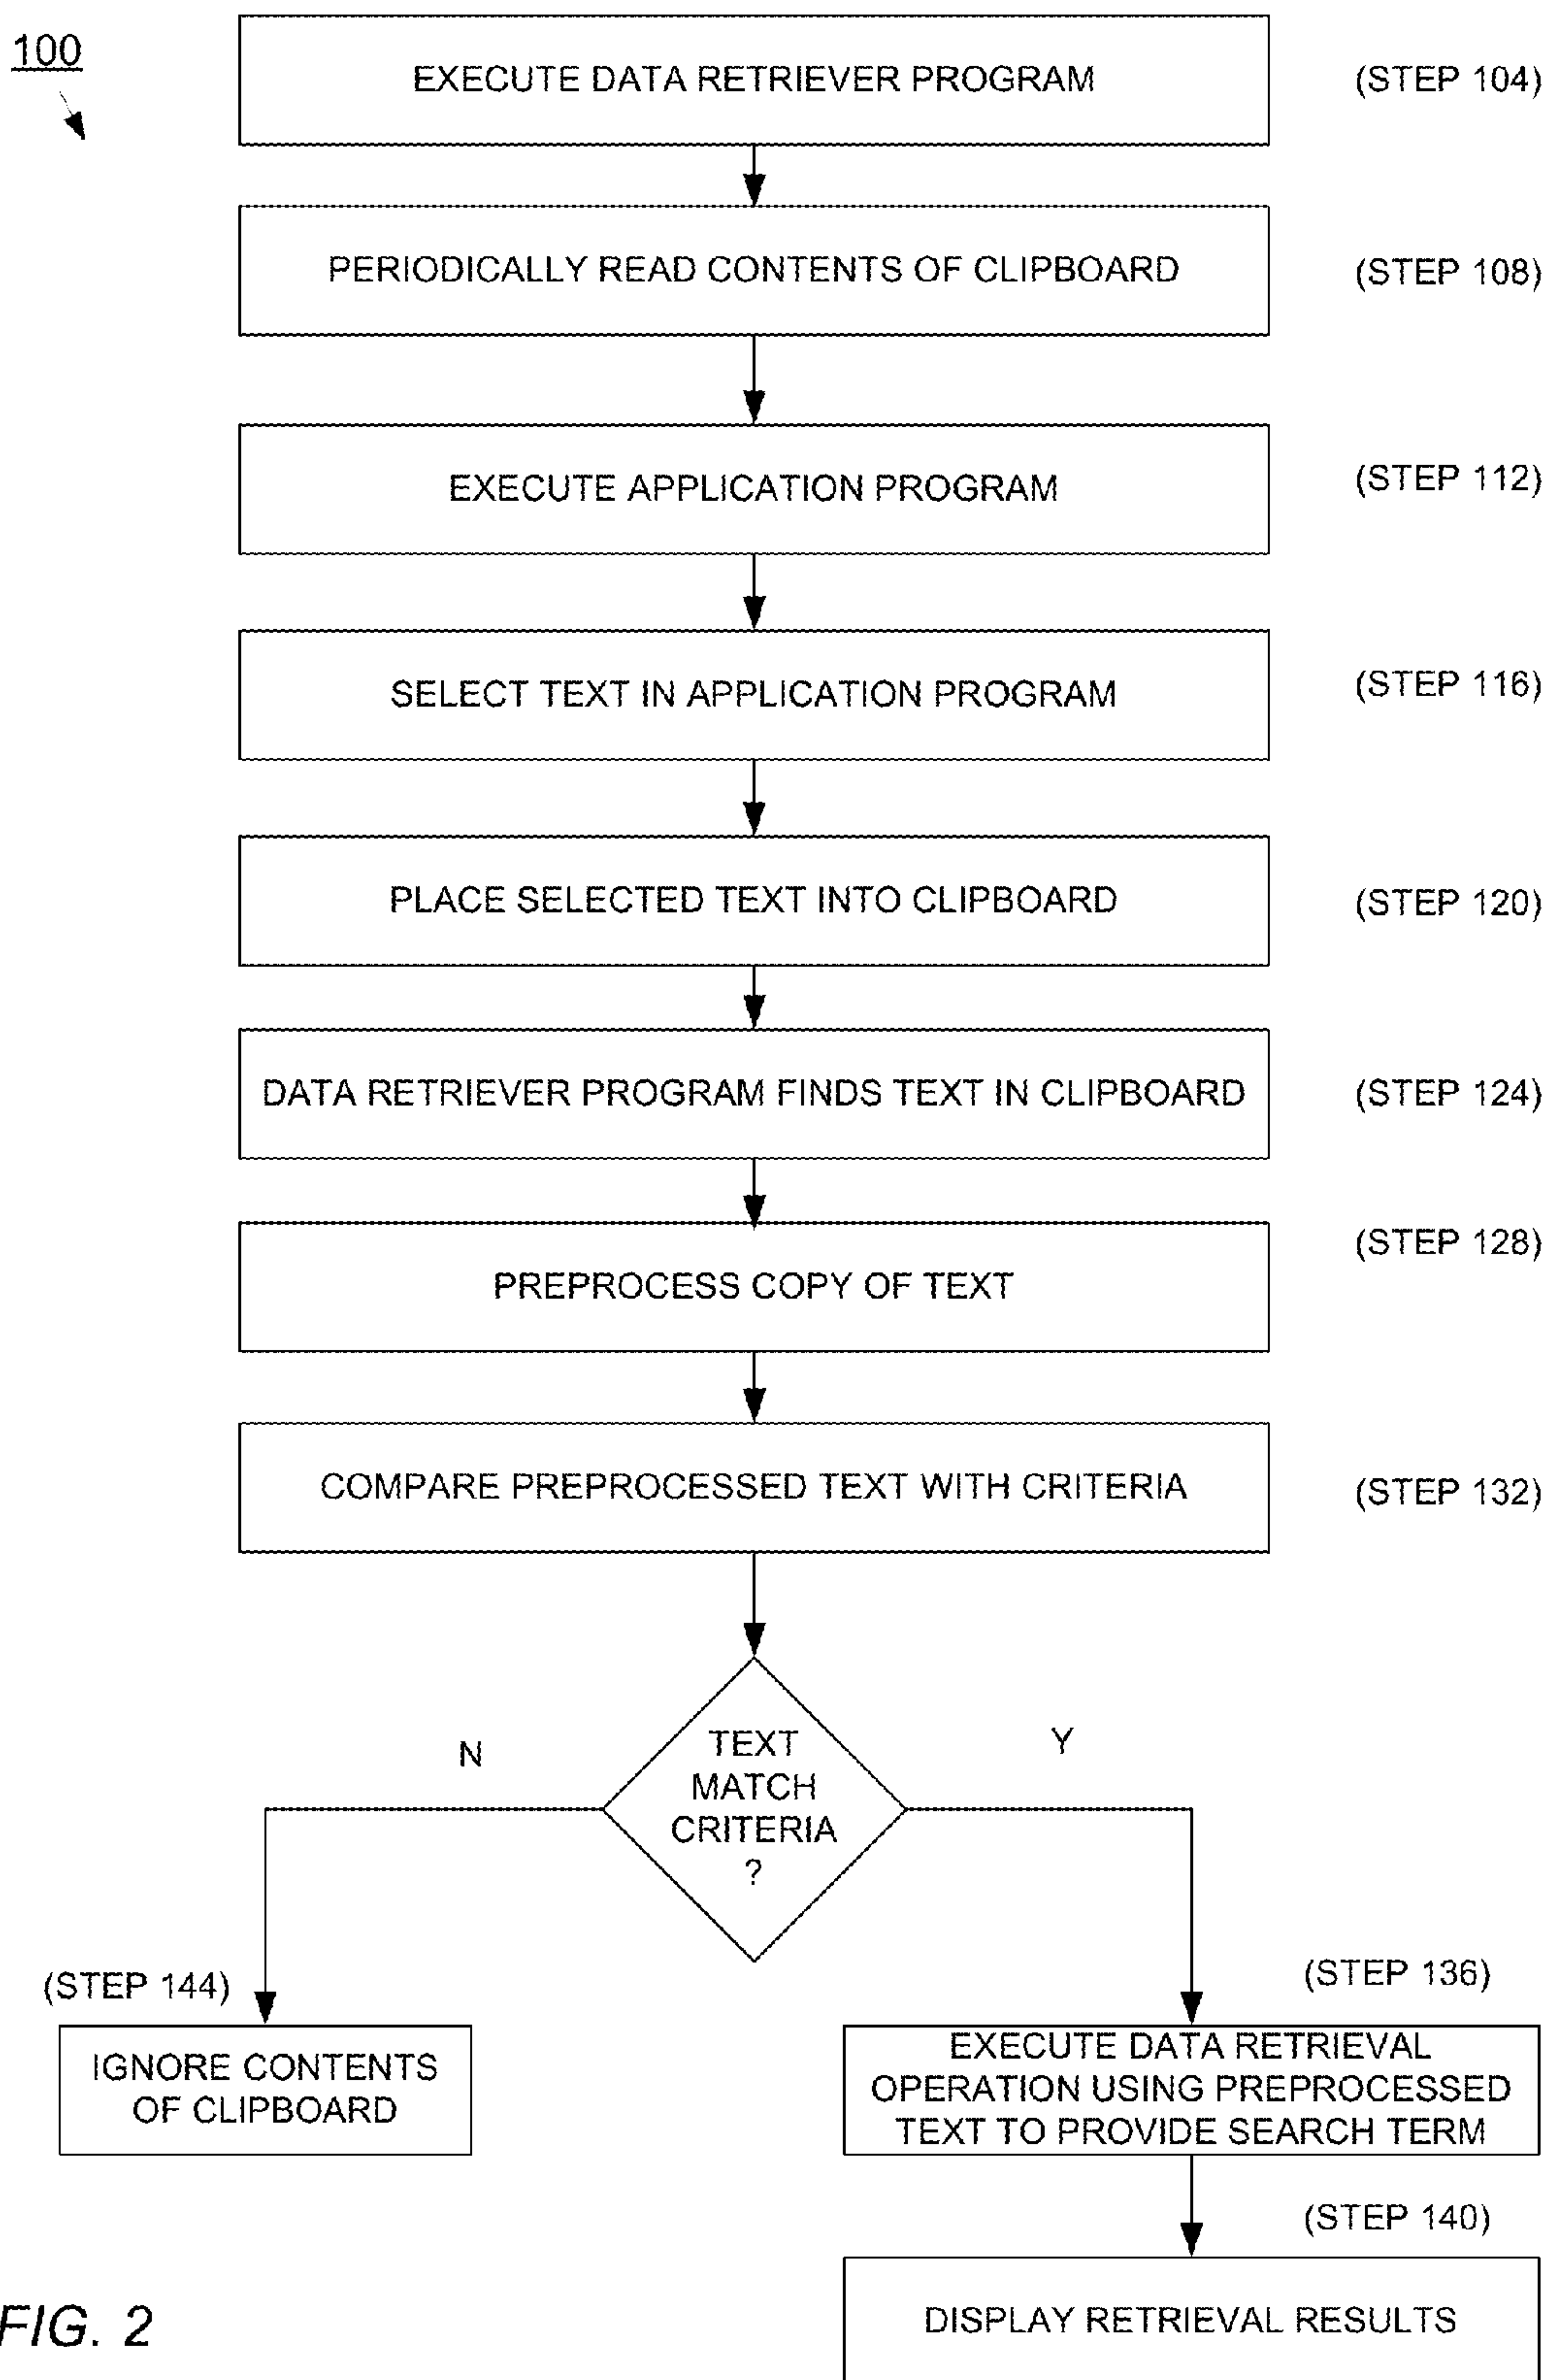 100
EXECUTE DATA RETRIEVER PROGRAM
(STEP 104)
PERIODICALLY READ CONTENTS OF CLIPBOARD
(STEP 108)
EXECUTE APPLICATION PROGRAM
(STEP 112)
SELECT TEXT IN APPLICATION PROGRAM
(STEP 116)
PLACE SELECTED TEXT INTO CLIPBOARD
(STEP 120)
DATA RETRIEVER PROGRAM FINDS TEXT IN CLIPBOARD
(STEP 124)
PREPROCESS COPY OF TEXT
(STEP 128)
COMPARE PREPROCESSED TEXT WITH CRITERIA
(STEP 132)
TEXT
MATCH
CRITERIA
?
N
Y
(STEP 144)
IGNORE CONTENTS
OF CLIPBOARD
(STEP 136)
EXECUTE DATA RETRIEVAL
OPERATION USING PREPROCESSED
TEXT TO PROVIDE SEARCH TERM
(STEP 140)
DISPLAY RETRIEVAL RESULTS
FIG. 2